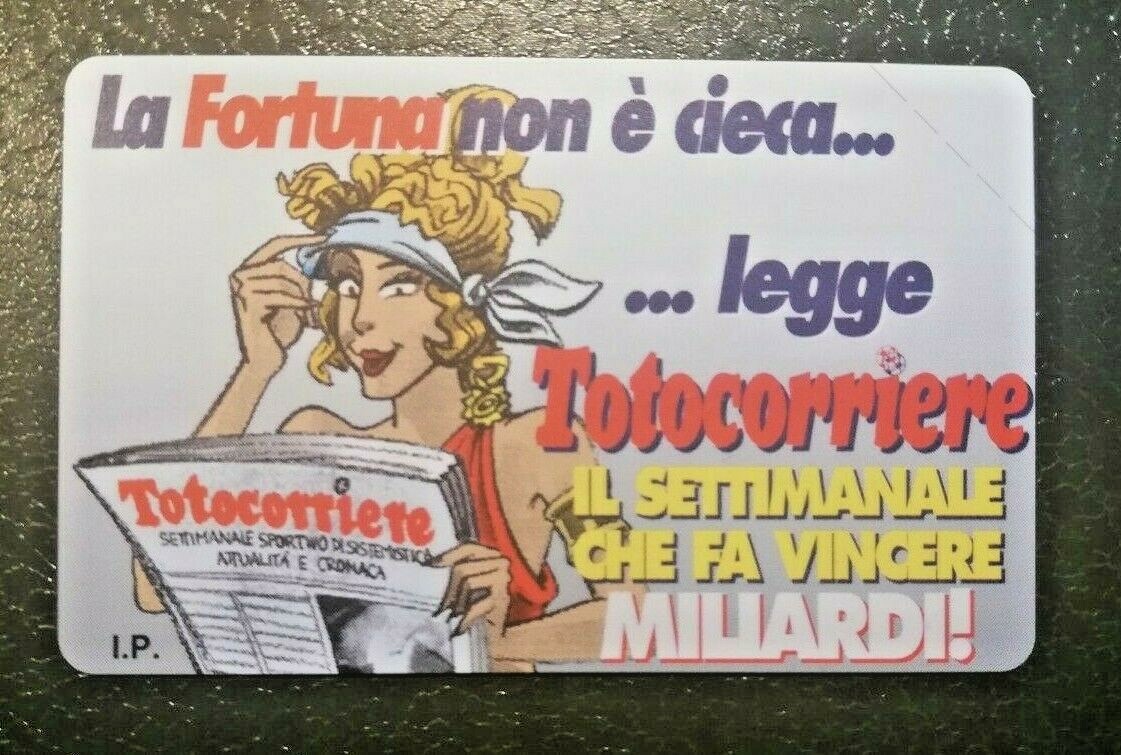 La Fortuna non è cieca...
... legge
Totocorriere
IL SETTIMANALE
CHE FA VINCERE
MILIARDI!
Totocorriere
SETTIMANALE SPORTIVO DI SISTEMISTICA
ATTUALITÀ E CRONACA
I.P.